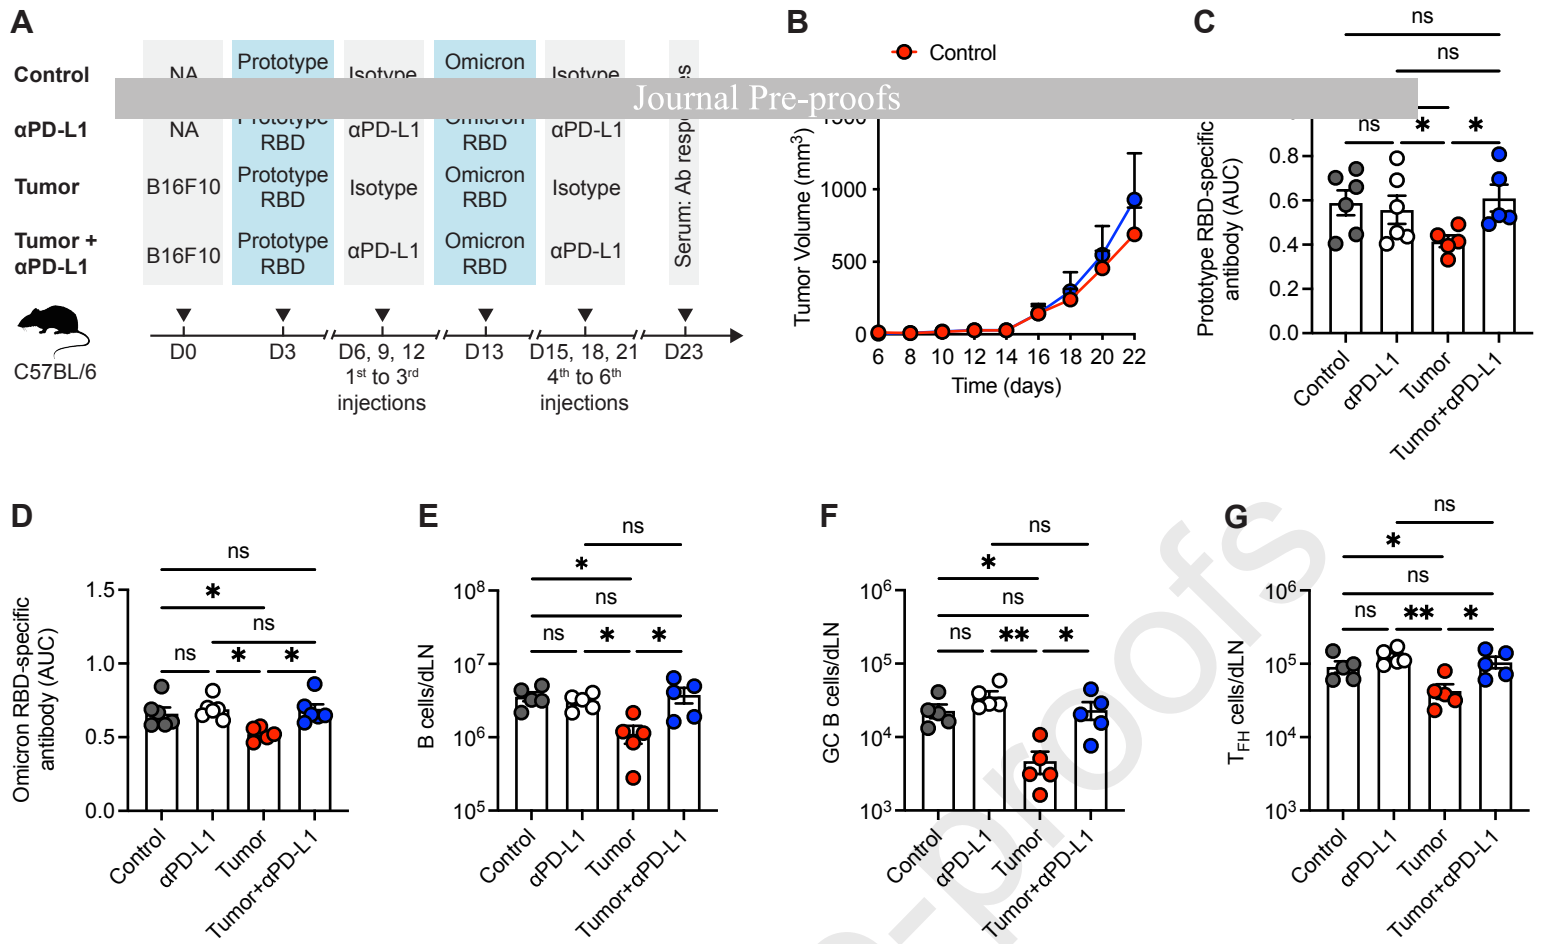 A
Control
αPD-L1
Tumor
Tumor +
αPD-L1
NA
NA
B16F10
B16F10
Prototype
Prototype
RBD
Prototype
RBD
Prototype
RBD
Isotype
αPD-L1
Isotype
αPD-L1
Omicron
Omicron
RBD
Omicron
RBD
Omicron
RBD
Isotype
αPD-L1
Isotype
αPD-L1
Serum: Ab
Journal Pre-proofs
C57BL/6
D0
D3
D6, 9, 12
1st to 3rd
injections
D13
D15, 18, 21
4th to 6th
injections
D23
B
Control
Tumor Volume (mm3)
1500
1000
500
0
6 8 10 12 14 16 18 20 22
Time (days)
C
ns
ns
ns * *
Prototype RBD-specific
antibody (AUC)
0.8
0.6
0.4
0.2
0.0
Control
αPD-L1
Tumor
Tumor+αPD-L1
D
ns
*
ns
ns * *
Omicron RBD-specific
antibody (AUC)
1.5
1.0
0.5
0.0
Control
αPD-L1
Tumor
Tumor+αPD-L1
E
ns
*
ns
ns * *
B cells/dLN
108
107
106
105
Control
αPD-L1
Tumor
Tumor+αPD-L1
F
ns
*
ns
ns ** *
GC B cells/dLN
106
105
104
103
Control
αPD-L1
Tumor
Tumor+αPD-L1
G
ns
*
ns
ns ** *
TFH cells/dLN
106
105
104
103
Control
αPD-L1
Tumor
Tumor+αPD-L1
-proofs